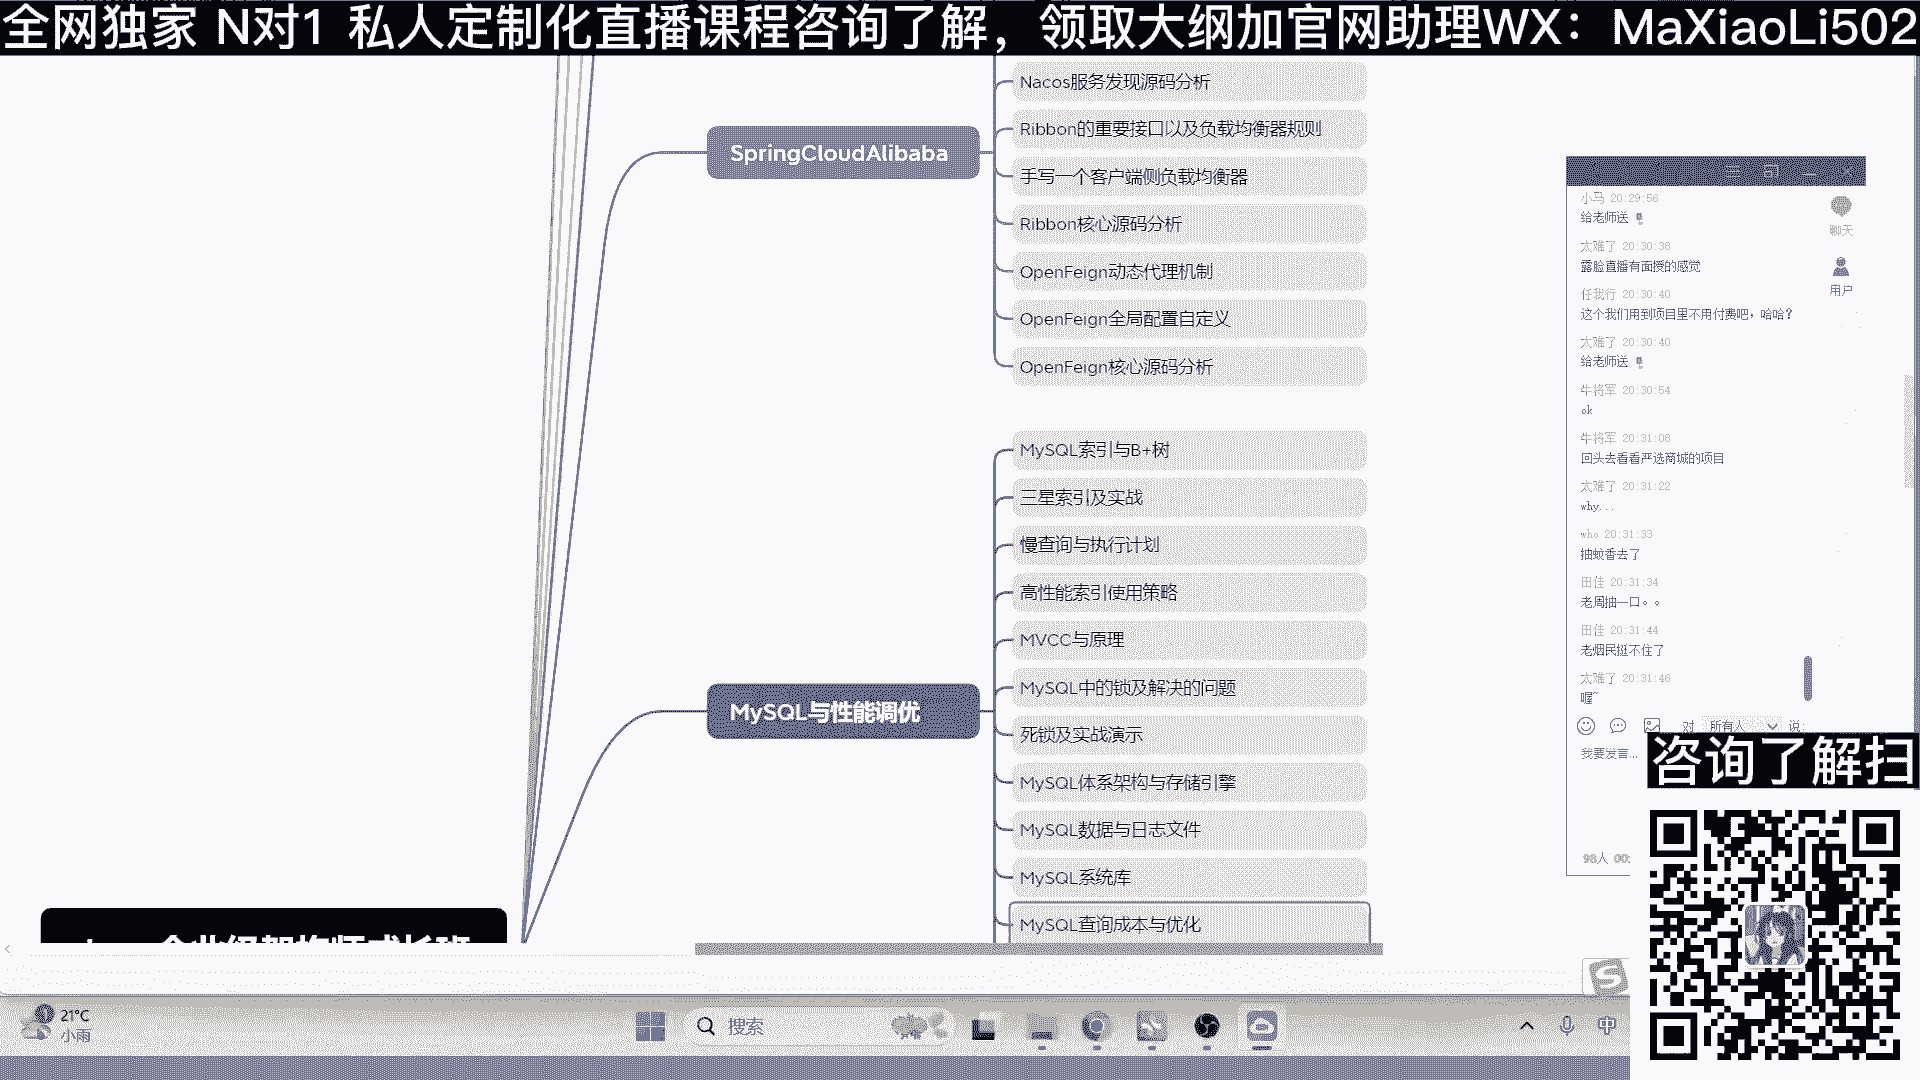 全网独家 N对1 私人定制化直播课程咨询了解，领取大纲加官网助理WX：MaXiaoLi502
Nacos服务发现源码分析
Ribbon的重要接口以及负载均衡器规则
SpringCloudAlibaba
手写一个客户端侧负载均衡器
Ribbon核心源码分析
OpenFeign动态代理机制
OpenFeign全局配置自定义
OpenFeign核心源码分析
MySQL索引与B+树
三星索引及实战
慢查询与执行计划
高性能索引使用策略
MVCC与原理
MySQL中的锁及解决的问题
MySQL与性能调优
死锁及实战演示
MySQL体系架构与存储引擎
MySQL数据与日志文件
MySQL系统库
MySQL查询成本与优化
小马 20:29:56
给老师送
聊天
太难了 20:30:38
露脸直播有面授的感觉
用户
任我行 20:30:40
这个我们用到项目里不用付费吧，哈哈？
太难了 20:30:40
给老师送
牛将军 20:30:54
ok
牛将军 20:31:08
回头去看看严选商城的项目
太难了 20:31:22
why...
who 20:31:33
抽蚊香去了
田佳 20:31:34
老周抽一口。。
田佳 20:31:44
老烟民挺不住了
太难了 20:31:46
喔~
对 所有人 说:
我要发言...
咨询了解扫
98人 00:
21°C
小雨
搜索
中